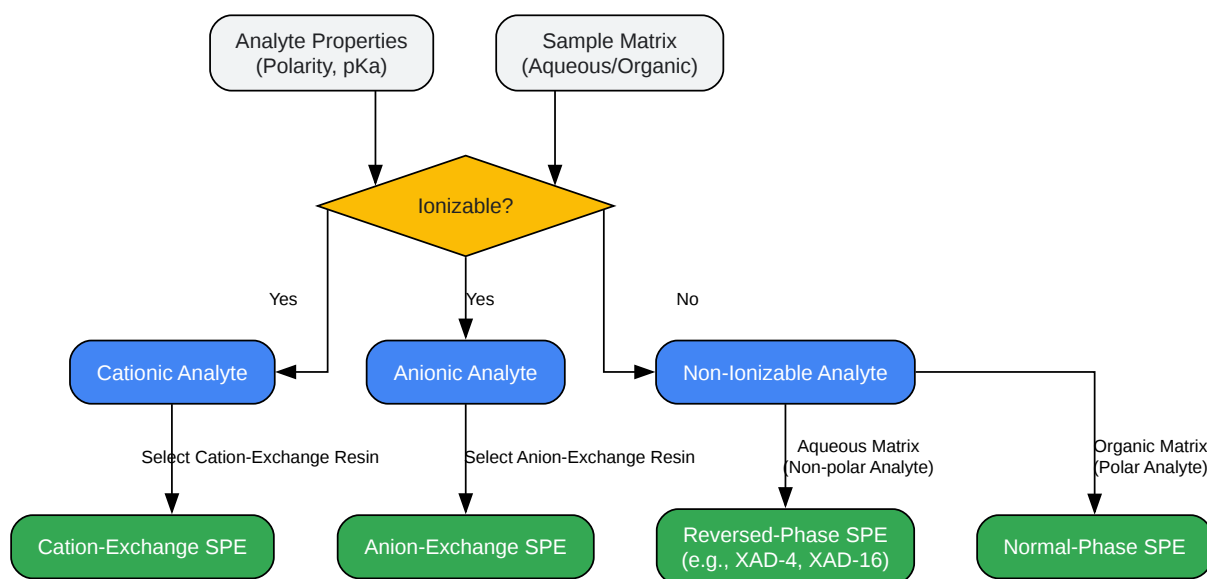 Analyte Properties
(Polarity, pKa)
Sample Matrix
(Aqueous/Organic)
Ionizable?
Yes
Yes
No
Cationic Analyte
Anionic Analyte
Non-Ionizable Analyte
Select Cation-Exchange Resin
Select Anion-Exchange Resin
Aqueous Matrix
(Non-polar Analyte)
Organic Matrix
(Polar Analyte)
Cation-Exchange SPE
Anion-Exchange SPE
Reversed-Phase SPE
(e.g., XAD-4, XAD-16)
Normal-Phase SPE